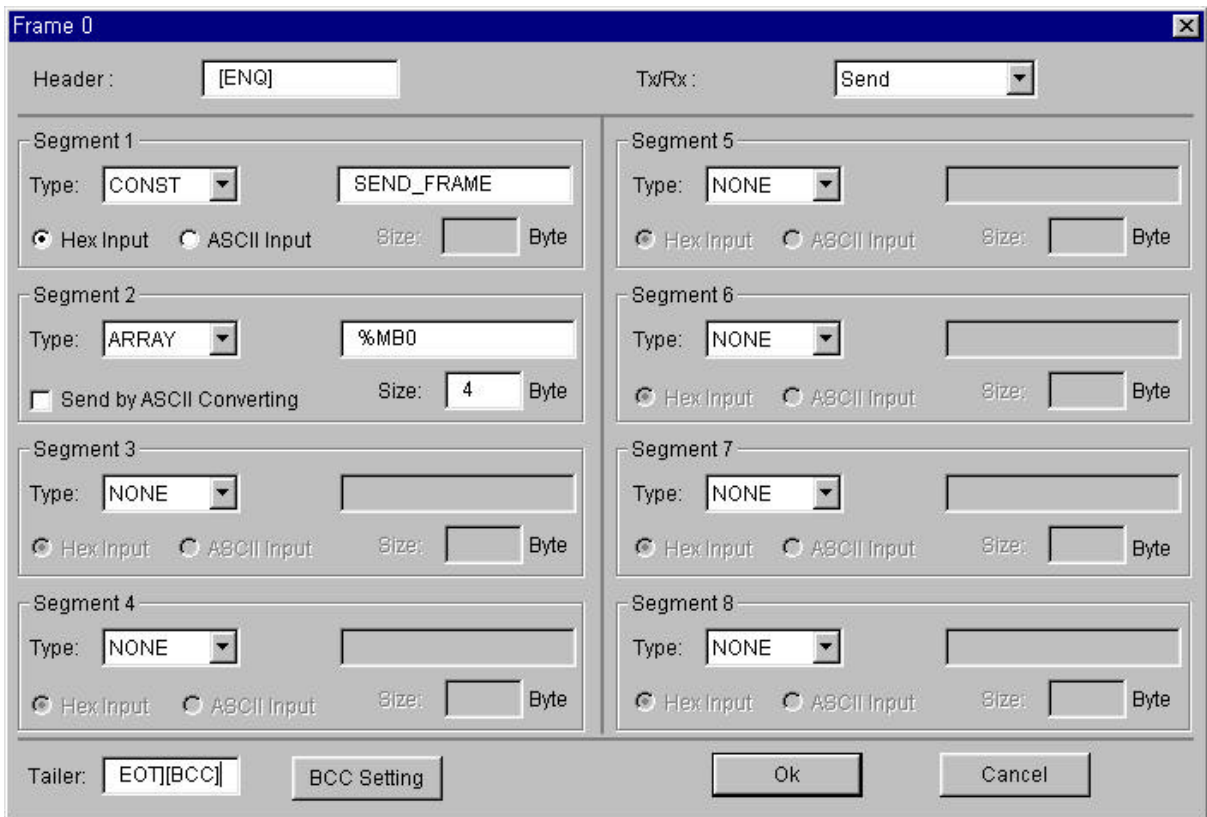 Frame 0
Header : [ENQ] Tx/Rx : Send
Segment 1
Type: CONST SEND_FRAME
Hex Input ASCII Input Size: Byte
Segment 2
Type: ARRAY %MB0
Send by ASCII Converting Size: 4 Byte
Segment 3
Type: NONE
Hex Input ASCII Input Size: Byte
Segment 4
Type: NONE
Hex Input ASCII Input Size: Byte
Segment 5
Type: NONE
Hex Input ASCII Input Size: Byte
Segment 6
Type: NONE
Hex Input ASCII Input Size: Byte
Segment 7
Type: NONE
Hex Input ASCII Input Size: Byte
Segment 8
Type: NONE
Hex Input ASCII Input Size: Byte
Tailer: EOT][BCC] BCC Setting Ok Cancel